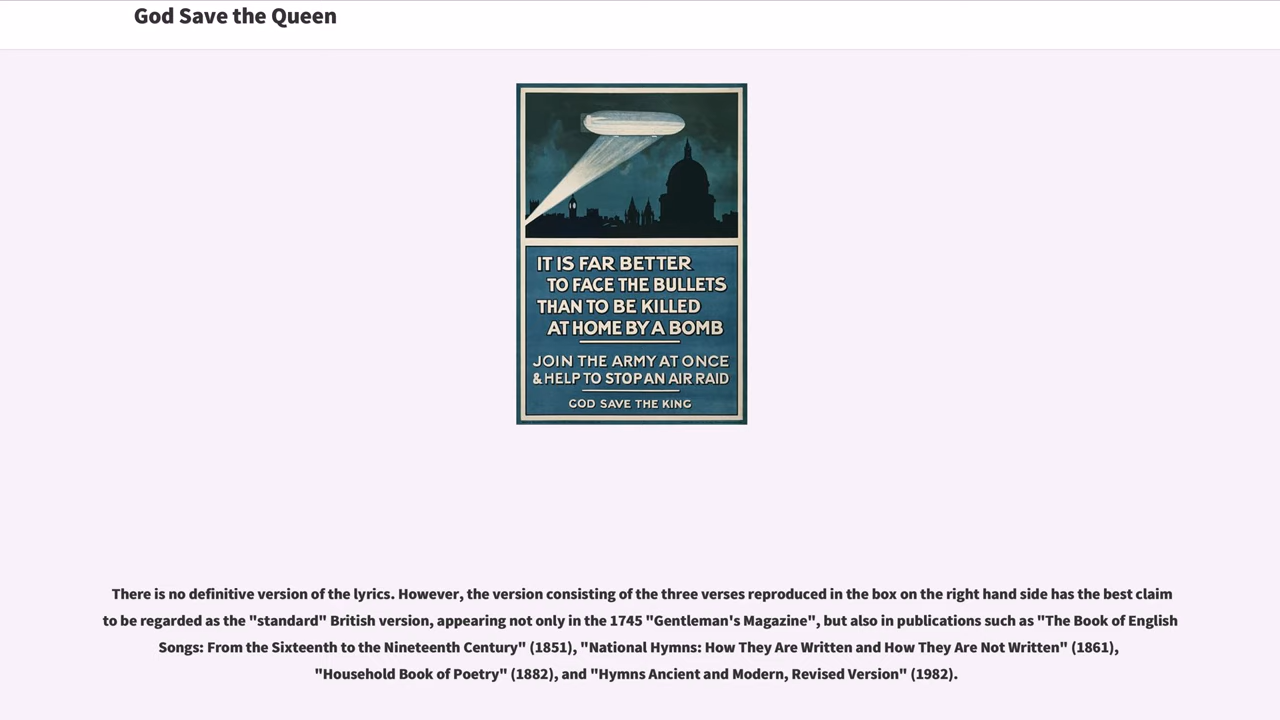 God Save the Queen
IT IS FAR BETTER
TO FACE THE BULLETS
THAN TO BE KILLED
AT HOME BY A BOMB
JOIN THE ARMY AT ONCE
& HELP TO STOP AN AIR RAID
GOD SAVE THE KING
There is no definitive version of the lyrics. However, the version consisting of the three verses reproduced in the box on the right hand side has the best claim
to be regarded as the "standard" British version, appearing not only in the 1745 "Gentleman's Magazine", but also in publications such as "The Book of English
Songs: From the Sixteenth to the Nineteenth Century" (1851), "National Hymns: How They Are Written and How They Are Not Written" (1861),
"Household Book of Poetry" (1882), and "Hymns Ancient and Modern, Revised Version" (1982).